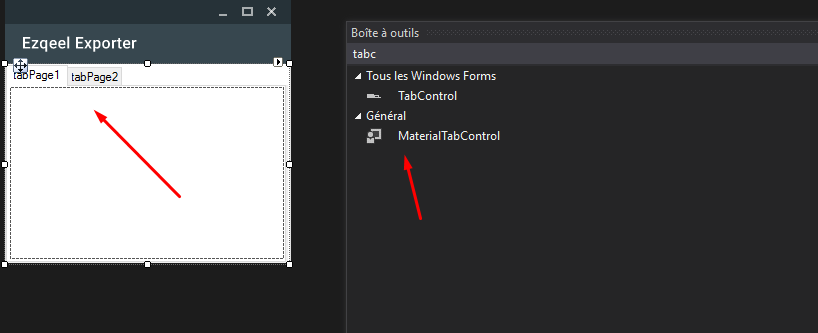 Ezqeel Exporter
tabPage1 tabPage2
Boîte à outils
tabc
Tous les Windows Forms
TabControl
Général
MaterialTabControl